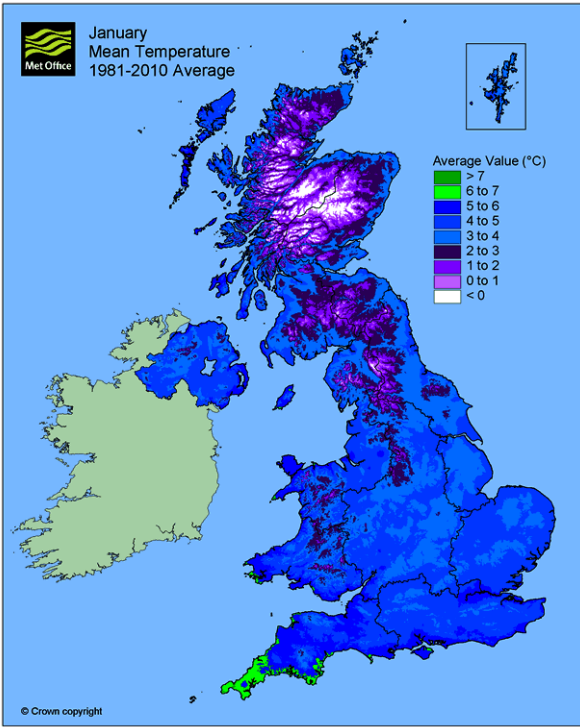 January
Mean Temperature
1981-2010 Average
Met Office
Average Value (°C)
> 7
6 to 7
5 to 6
4 to 5
3 to 4
2 to 3
1 to 2
0 to 1
< 0
© Crown copyright